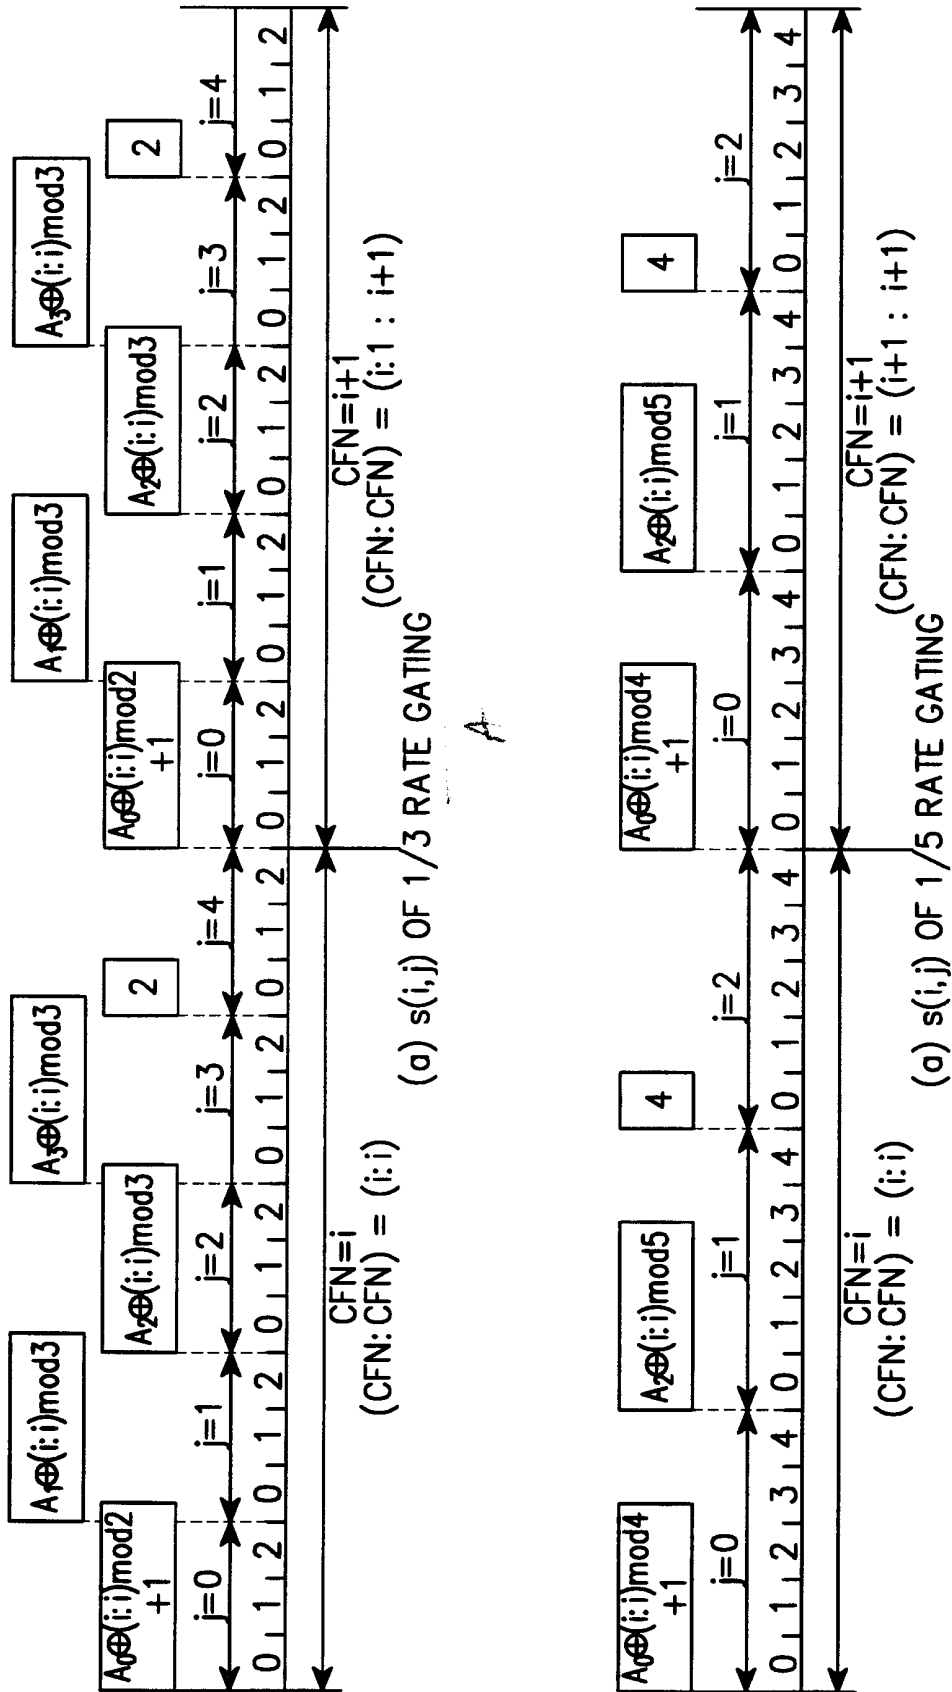 A₀⊕(i:i)mod2
+1
A₁⊕(i:i)mod3
A₂⊕(i:i)mod3
A₃⊕(i:i)mod3
2
A₀⊕(i:i)mod2
+1
A₁⊕(i:i)mod3
A₂⊕(i:i)mod3
A₃⊕(i:i)mod3
2
j=0 j=1 j=2 j=3 j=4 j=0 j=1 j=2 j=3 j=4
0 1 2 0 1 2 0 1 2 0 1 2 0 1 2 0 1 2 0 1 2 0 1 2 0 1 2 0 1 2
CFN=i
(CFN:CFN) = (i:i)
CFN=i+1
(CFN:CFN) = (i:1 : i+1)
(a) s(i,j) OF 1/3 RATE GATING
A
A₀⊕(i:i)mod4
+1
A₂⊕(i:i)mod5
4
A₀⊕(i:i)mod4
+1
A₂⊕(i:i)mod5
4
j=0 j=1 j=2 j=0 j=1 j=2
0 1 2 3 4 0 1 2 3 4 0 1 2 3 4 0 1 2 3 4 0 1 2 3 4 0 1 2 3 4
CFN=i
(CFN:CFN) = (i:i)
CFN=i+1
(CFN:CFN) = (i+1 : i+1)
(a) s(i,j) OF 1/5 RATE GATING